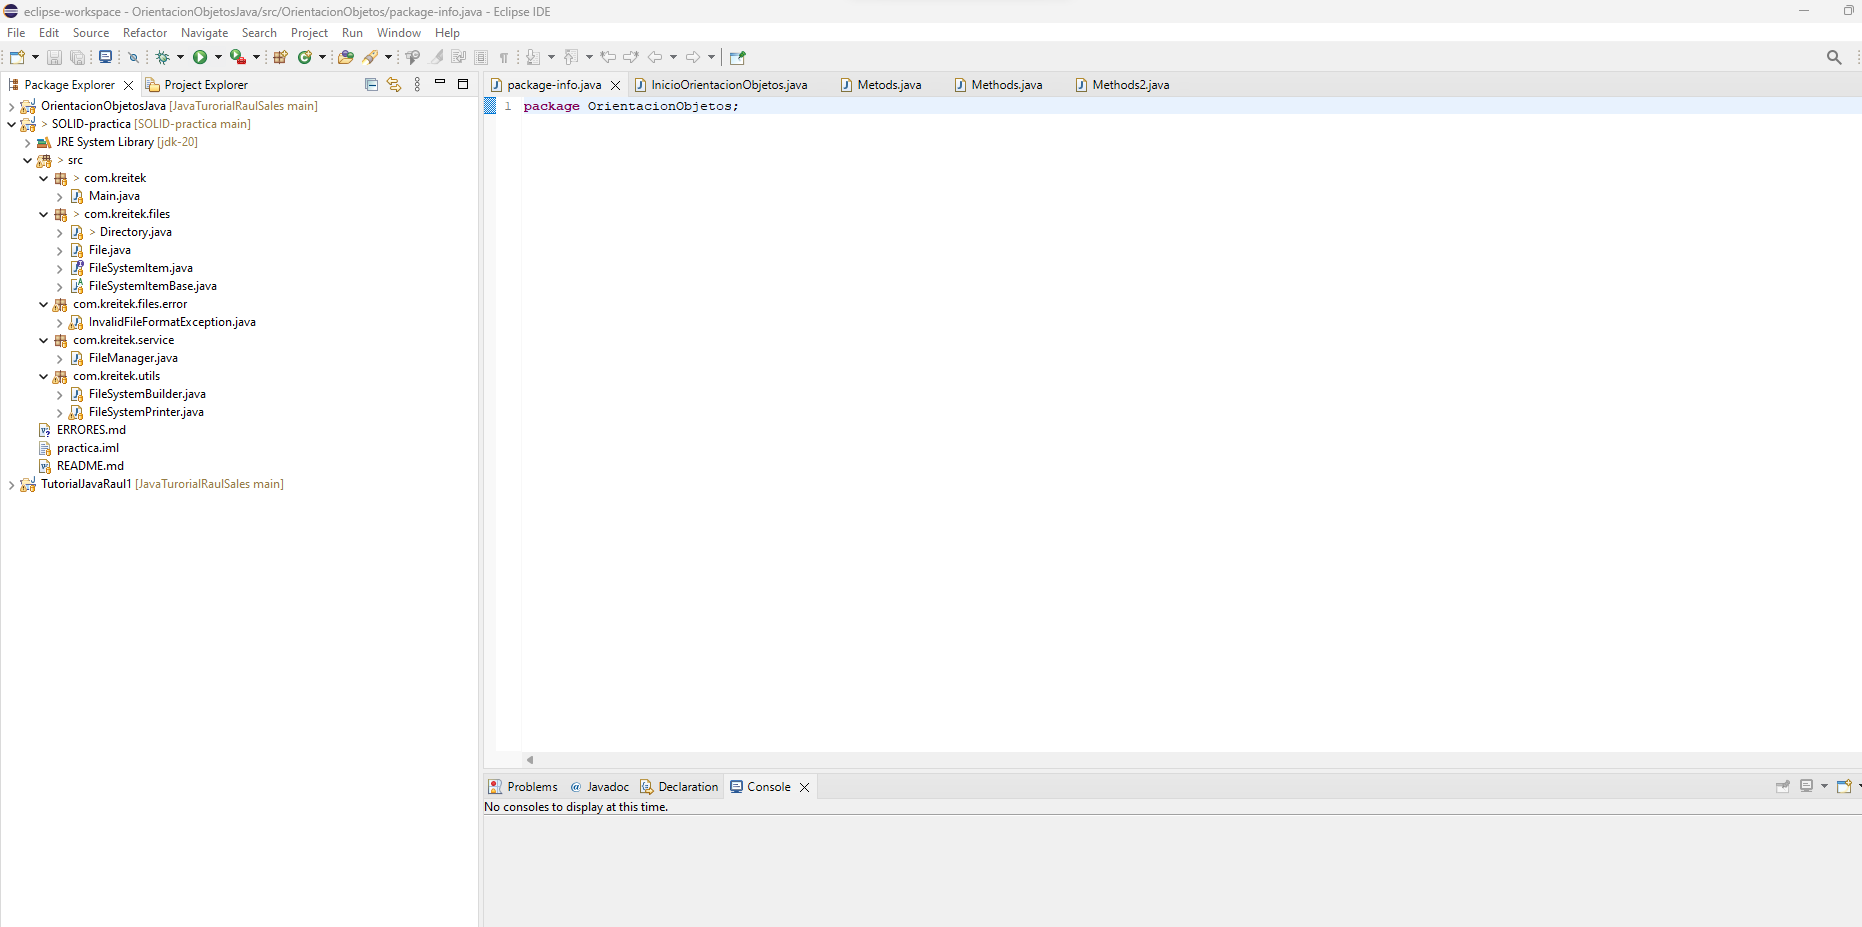 eclipse-workspace - OrientacionObjetosJava/src/OrientacionObjetos/package-info.java - Eclipse IDE
File Edit Source Refactor Navigate Search Project Run Window Help
Package Explorer Project Explorer
OrientacionObjetosJava [JavaTurorialRaulSales main]
> SOLID-practica [SOLID-practica main]
JRE System Library [jdk-20]
> src
> com.kreitek
Main.java
> com.kreitek.files
> Directory.java
File.java
FileSystemItem.java
FileSystemItemBase.java
com.kreitek.files.error
InvalidFileFormatException.java
com.kreitek.service
FileManager.java
com.kreitek.utils
FileSystemBuilder.java
FileSystemPrinter.java
ERRORES.md
practica.iml
README.md
TutorialJavaRaul1 [JavaTurorialRaulSales main]
package-info.java InicioOrientacionObjetos.java Metods.java Methods.java Methods2.java
1 package OrientacionObjetos;
Problems @ Javadoc Declaration Console
No consoles to display at this time.